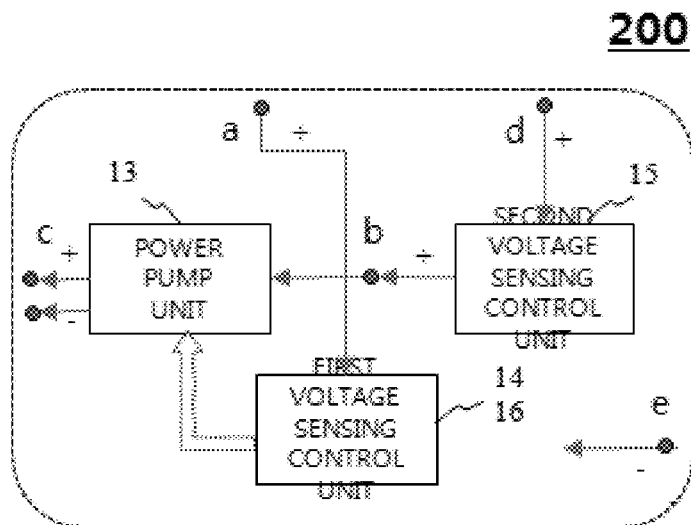 200
a
÷
d
÷
13
15
c
÷
-
POWER
PUMP
UNIT
b
÷
SECOND
VOLTAGE
SENSING
CONTROL
UNIT
FIRST
VOLTAGE
SENSING
CONTROL
UNIT
14
16
e
-